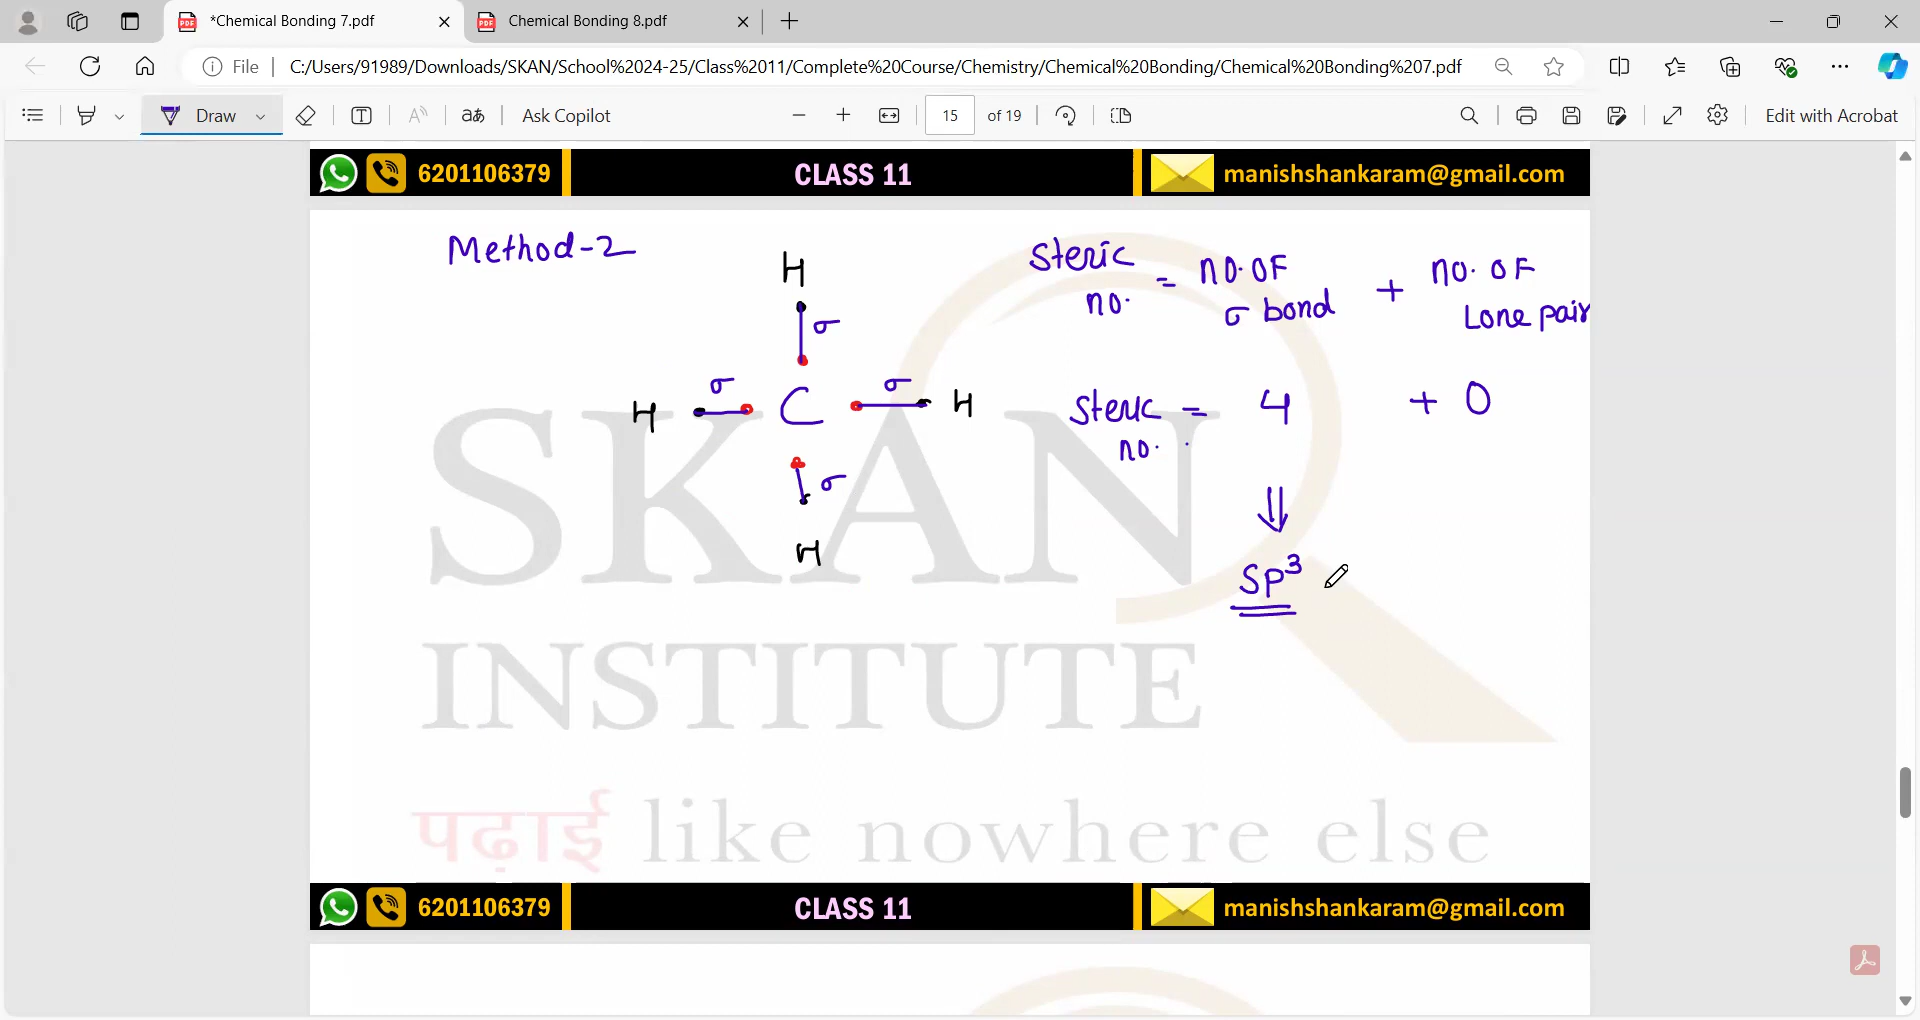 *Chemical Bonding 7.pdf
Chemical Bonding 8.pdf
File
C:/Users/91989/Downloads/SKAN/School%2024-25/Class%2011/Complete%20Course/Chemistry/Chemical%20Bonding/Chemical%20Bonding%207.pdf
Draw
aあ
Ask Copilot
15 of 19
Edit with Acrobat
6201106379 CLASS 11 manishshankaram@gmail.com
Method-2
H
σ
H σ C σ H
σ
H
Steric no. = no. of σ bond + no. of Lone pair
Steric no. = 4 + 0
⇓
SP³
SKAN
INSTITUTE
पढ़ाई like nowhere else
6201106379 CLASS 11 manishshankaram@gmail.com